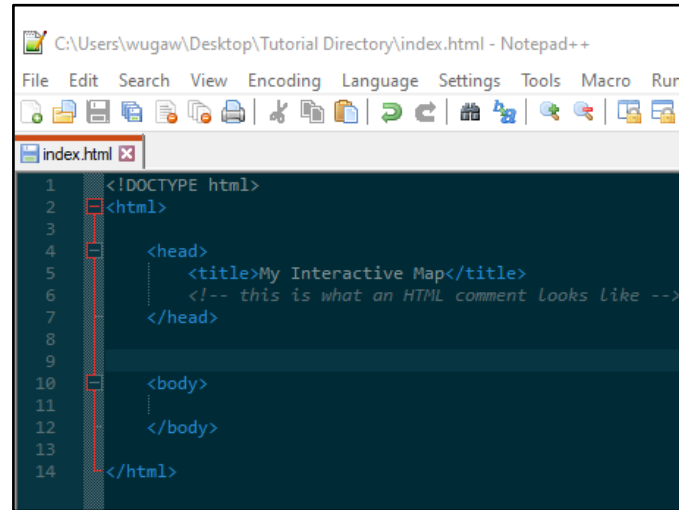 C:\Users\wugaw\Desktop\Tutorial Directory\index.html - Notepad++
File Edit Search View Encoding Language Settings Tools Macro Run
index.html
1 <!DOCTYPE html>
2 <html>
3
4 <head>
5 <title>My Interactive Map</title>
6 <!-- this is what an HTML comment looks like -->
7 </head>
8
9
10 <body>
11
12 </body>
13
14 </html>